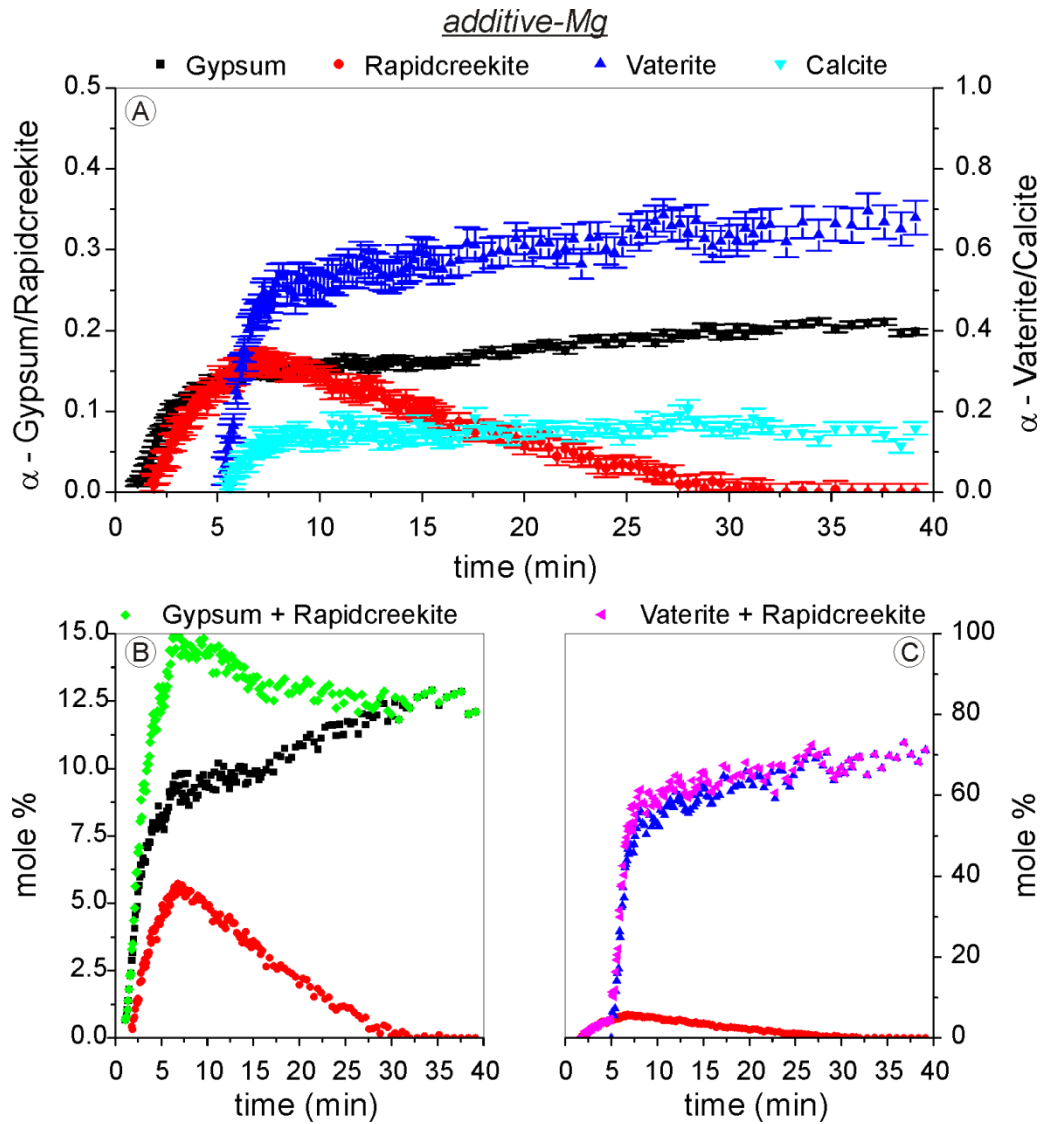 additive-Mg
Gypsum Rapidcreekite Vaterite Calcite
A
α - Gypsum/Rapidcreekite
0.5
0.4
0.3
0.2
0.1
0.0
1.0
0.8
0.6
0.4
0.2
0.0
α - Vaterite/Calcite
0 5 10 15 20 25 30 35 40
time (min)
Gypsum + Rapidcreekite
B
mole %
15.0
12.5
10.0
7.5
5.0
2.5
0.0
0 5 10 15 20 25 30 35 40
time (min)
Vaterite + Rapidcreekite
C
100
80
60
40
20
0
mole %
0 5 10 15 20 25 30 35 40
time (min)